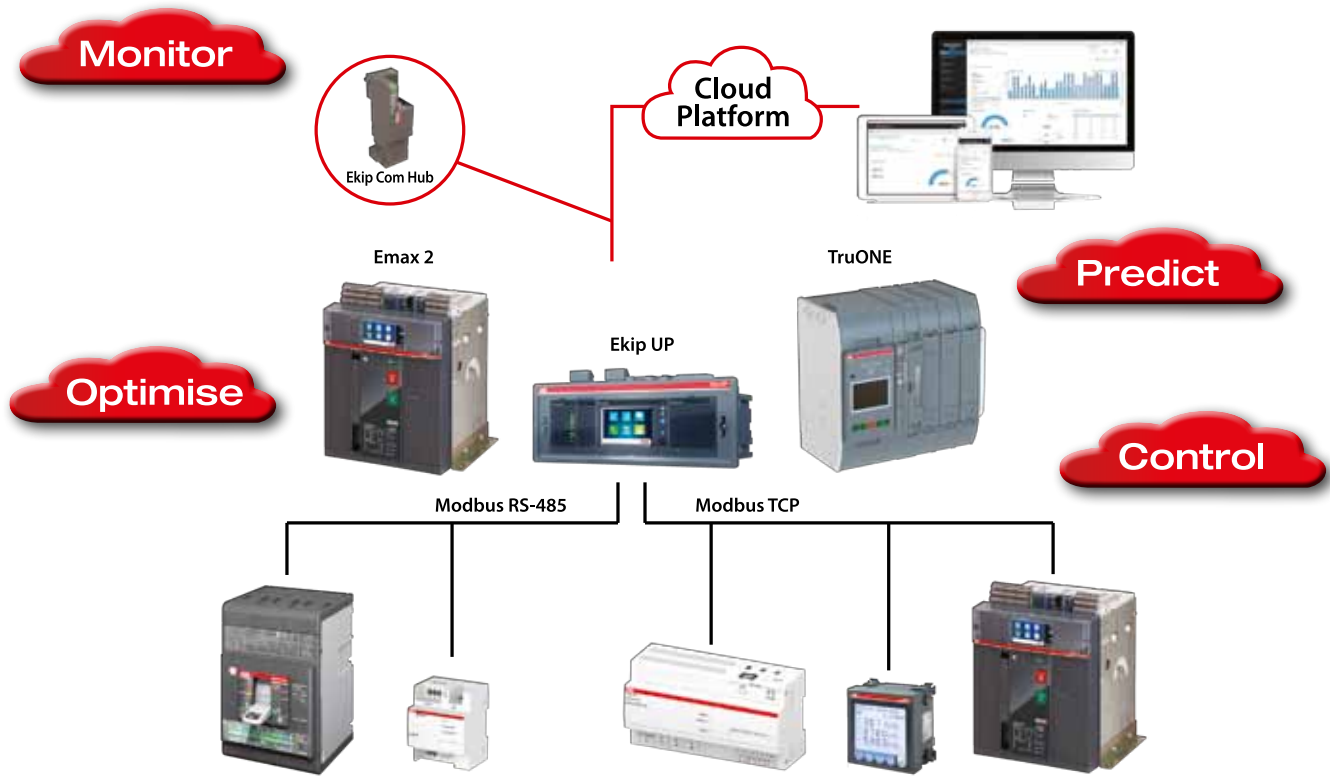 Monitor
Cloud
Platform
Ekip Com Hub
Emax 2
TruONE
Predict
Ekip UP
Optimise
Control
Modbus RS-485
Modbus TCP